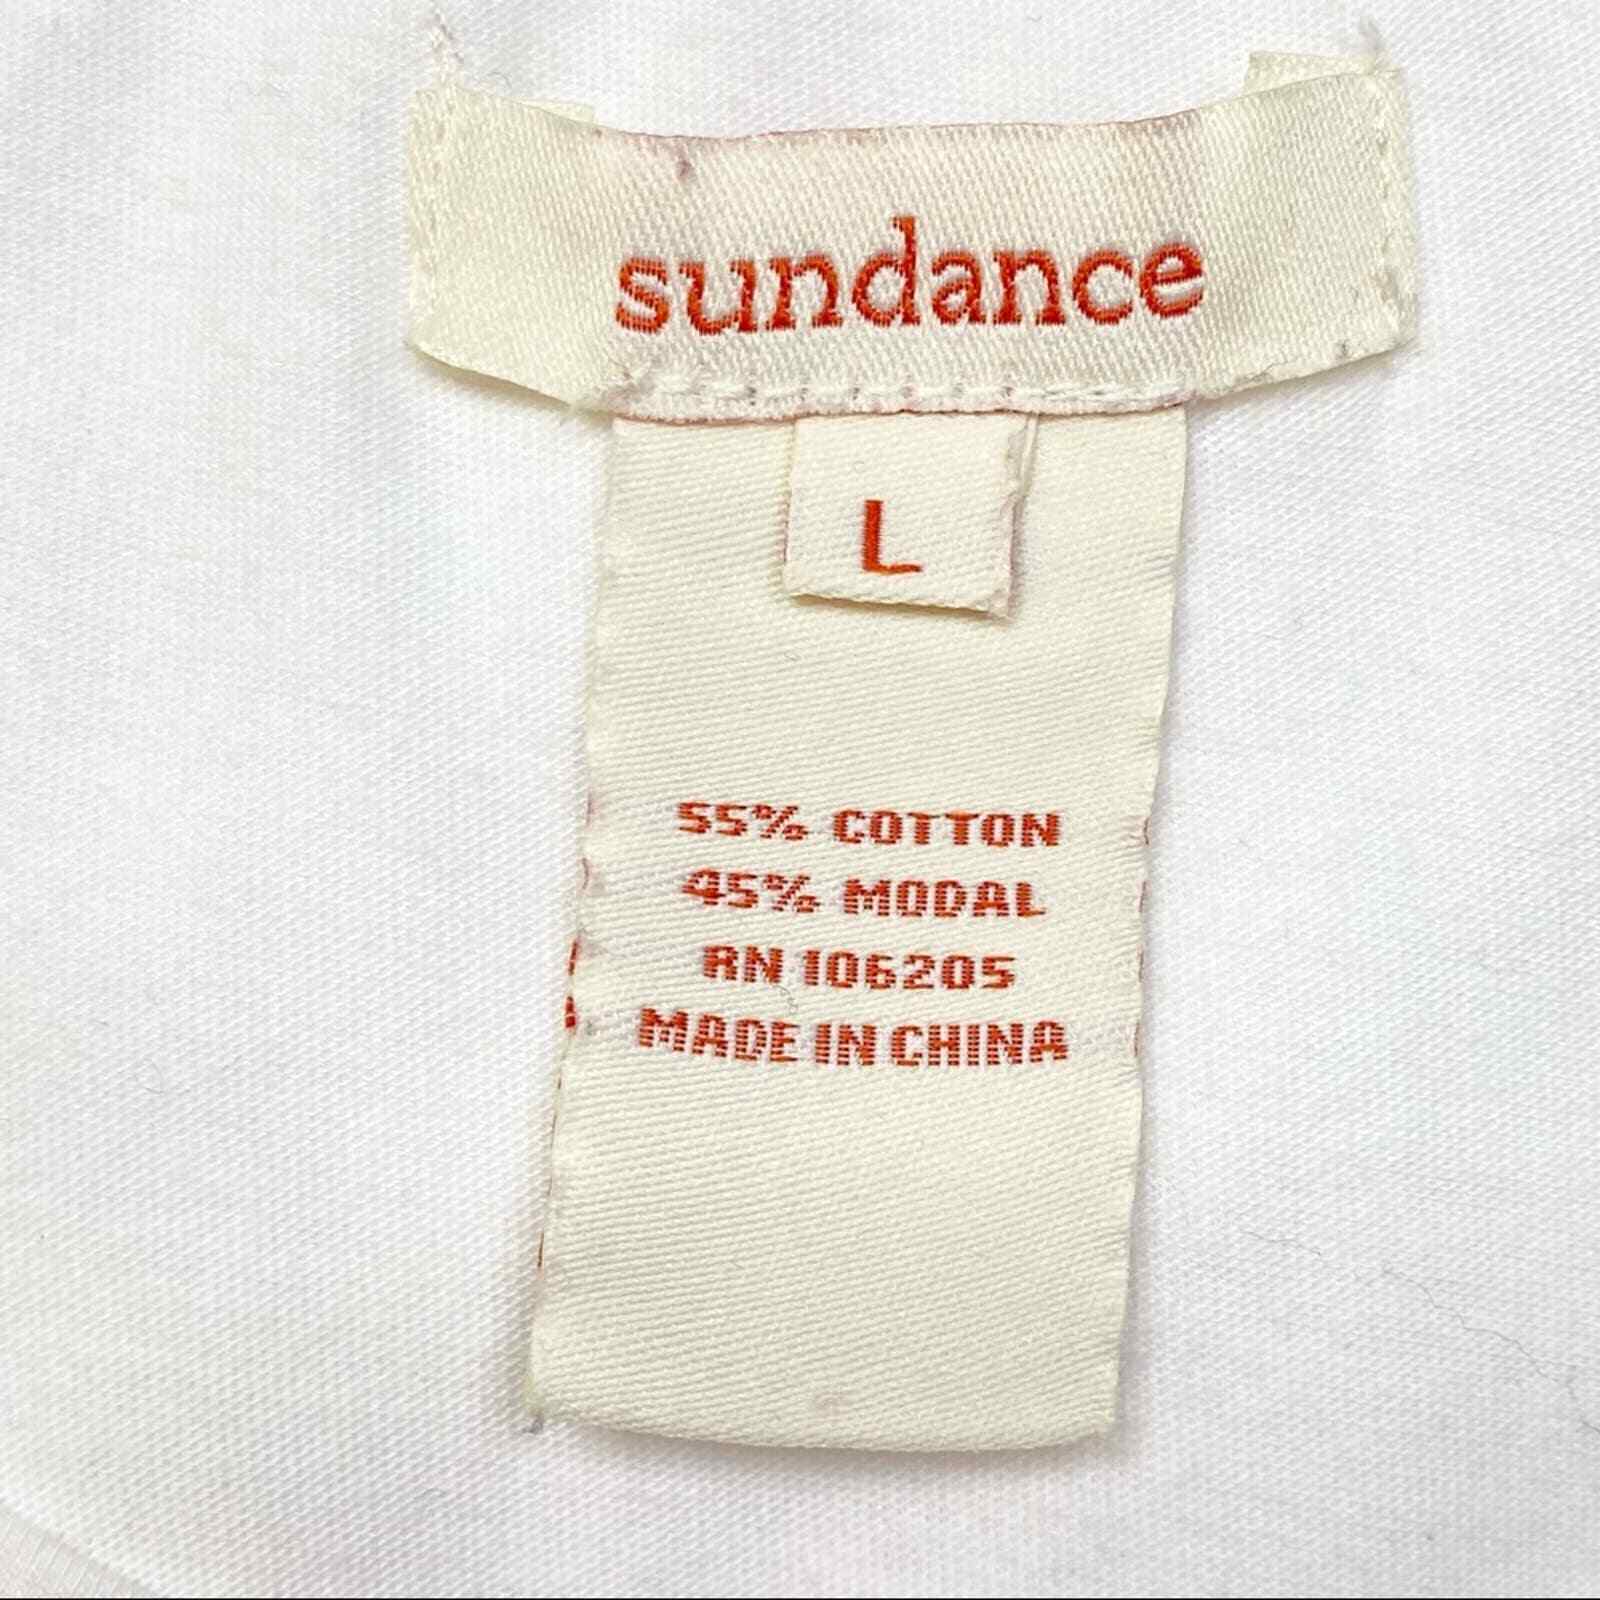 sundance
L
55% COTTON
45% MODAL
RN 106205
MADE IN CHINA